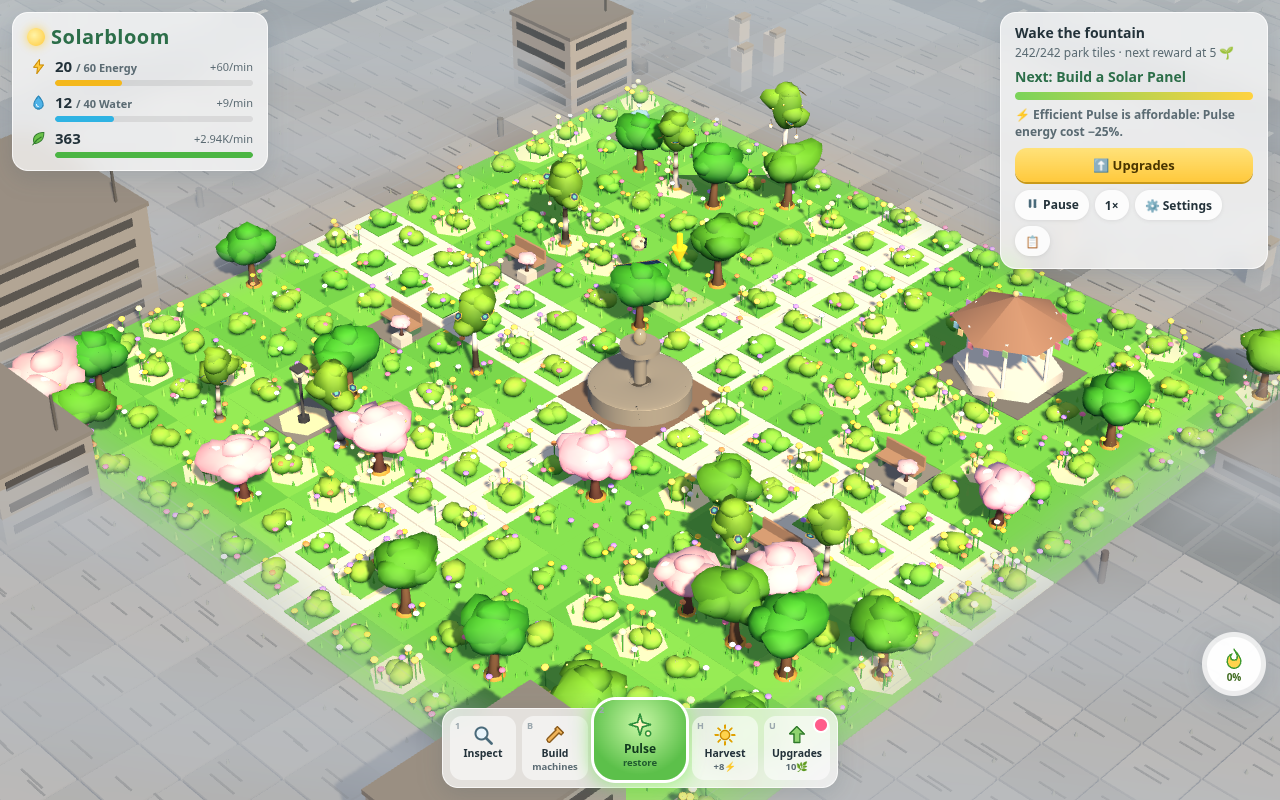 Solarbloom
20 / 60 Energy +60/min
12 / 40 Water +9/min
363 +2.94K/min
Wake the fountain
242/242 park tiles · next reward at 5 🌱
Next: Build a Solar Panel
⚡ Efficient Pulse is affordable: Pulse
energy cost −25%.
⬆️ Upgrades
⏸ Pause 1× ⚙️ Settings
📋
0%
1 Inspect
B Build
machines
Pulse
restore
H Harvest
+8⚡
U Upgrades
10🌿